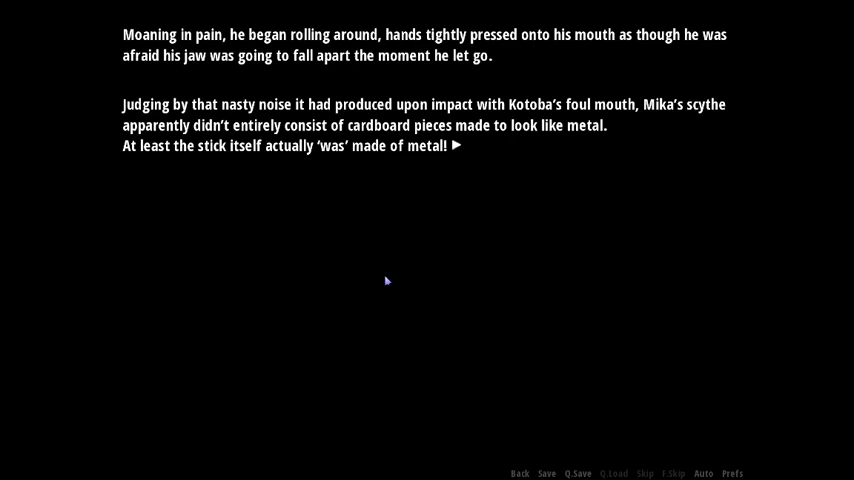 Moaning in pain, he began rolling around, hands tightly pressed onto his mouth as though he was
afraid his jaw was going to fall apart the moment he let go.
Judging by that nasty noise it had produced upon impact with Kotoba’s foul mouth, Mika’s scythe
apparently didn’t entirely consist of cardboard pieces made to look like metal.
At least the stick itself actually ‘was’ made of metal!
Back Save Q.Save Q.Load Skip F.Skip Auto Prefs